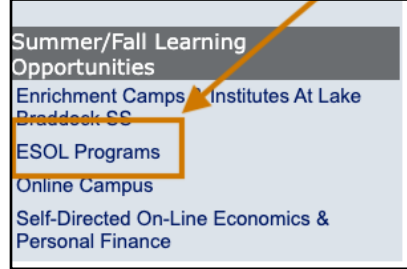 Summer/Fall Learning
Opportunities
Enrichment Camps & Institutes At Lake
Braddock SS
ESOL Programs
Online Campus
Self-Directed On-Line Economics &
Personal Finance